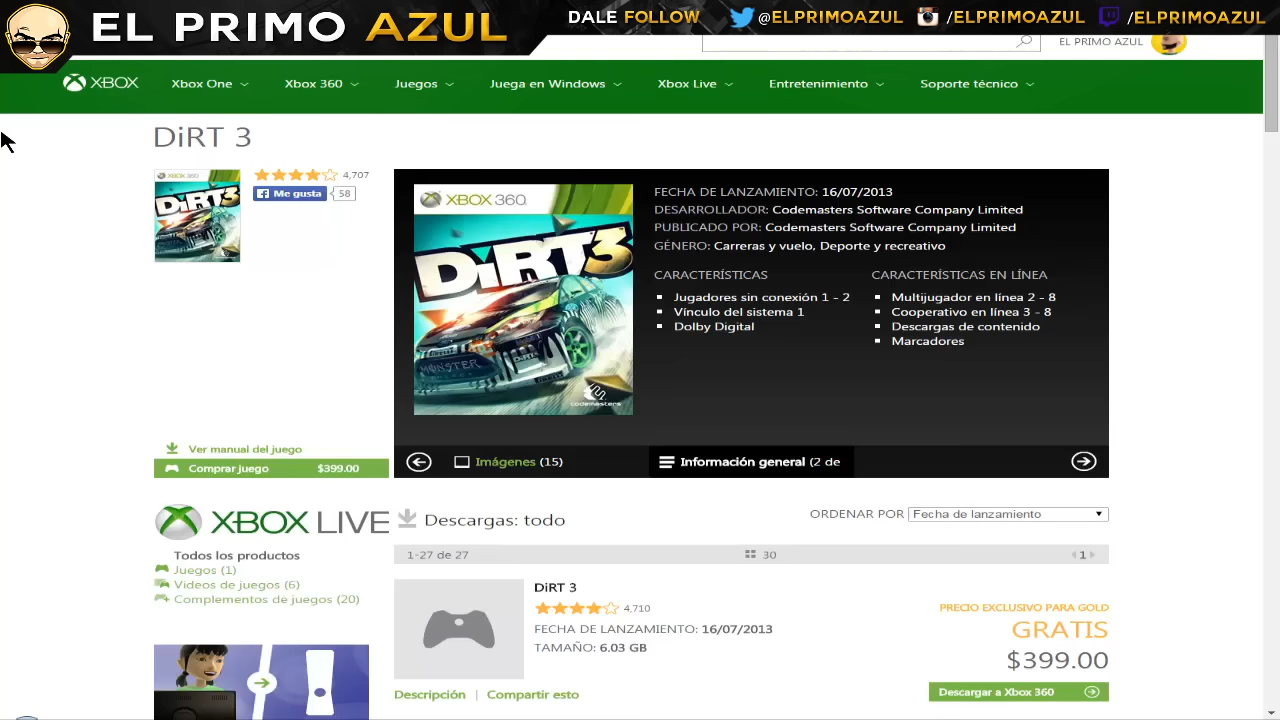 EL PRIMO AZUL
DALE FOLLOW @ELPRIMOAZUL /ELPRIMOAZUL /ELPRIMOAZUL
EL PRIMO AZUL
XBOX Xbox One Xbox 360 Juegos Juega en Windows Xbox Live Entretenimiento Soporte técnico
DiRT 3
XBOX 360
DiRT3
4,707
Me gusta 58
XBOX 360
DiRT3
MONSTER
codemasters
FECHA DE LANZAMIENTO: 16/07/2013
DESARROLLADOR: Codemasters Software Company Limited
PUBLICADO POR: Codemasters Software Company Limited
GÉNERO: Carreras y vuelo, Deporte y recreativo
CARACTERÍSTICAS
Jugadores sin conexión 1 - 2
Vínculo del sistema 1
Dolby Digital
CARACTERÍSTICAS EN LÍNEA
Multijugador en línea 2 - 8
Cooperativo en línea 3 - 8
Descargas de contenido
Marcadores
Ver manual del juego
Comprar juego $399.00
Imágenes (15) Información general (2 de
XBOX LIVE
Todos los productos
Juegos (1)
Videos de juegos (6)
Complementos de juegos (20)
Descargas: todo
ORDENAR POR Fecha de lanzamiento
1-27 de 27 30 1
DiRT 3
4,710
FECHA DE LANZAMIENTO: 16/07/2013
TAMAÑO: 6.03 GB
PRECIO EXCLUSIVO PARA GOLD
GRATIS
$399.00
Descripción | Compartir esto
Descargar a Xbox 360